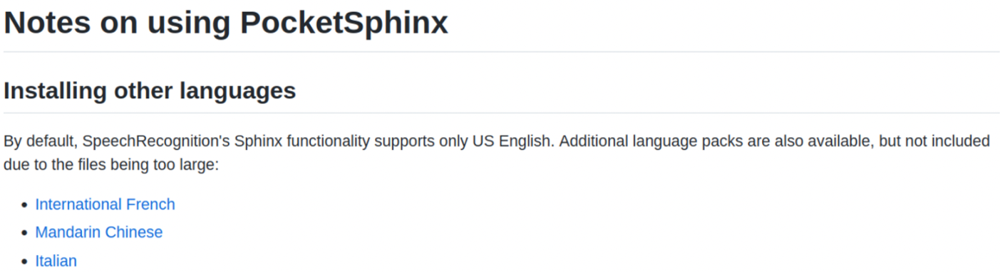 Notes on using PocketSphinx
Installing other languages
By default, SpeechRecognition's Sphinx functionality supports only US English. Additional language packs are also available, but not included
due to the files being too large:
• International French
• Mandarin Chinese
• Italian